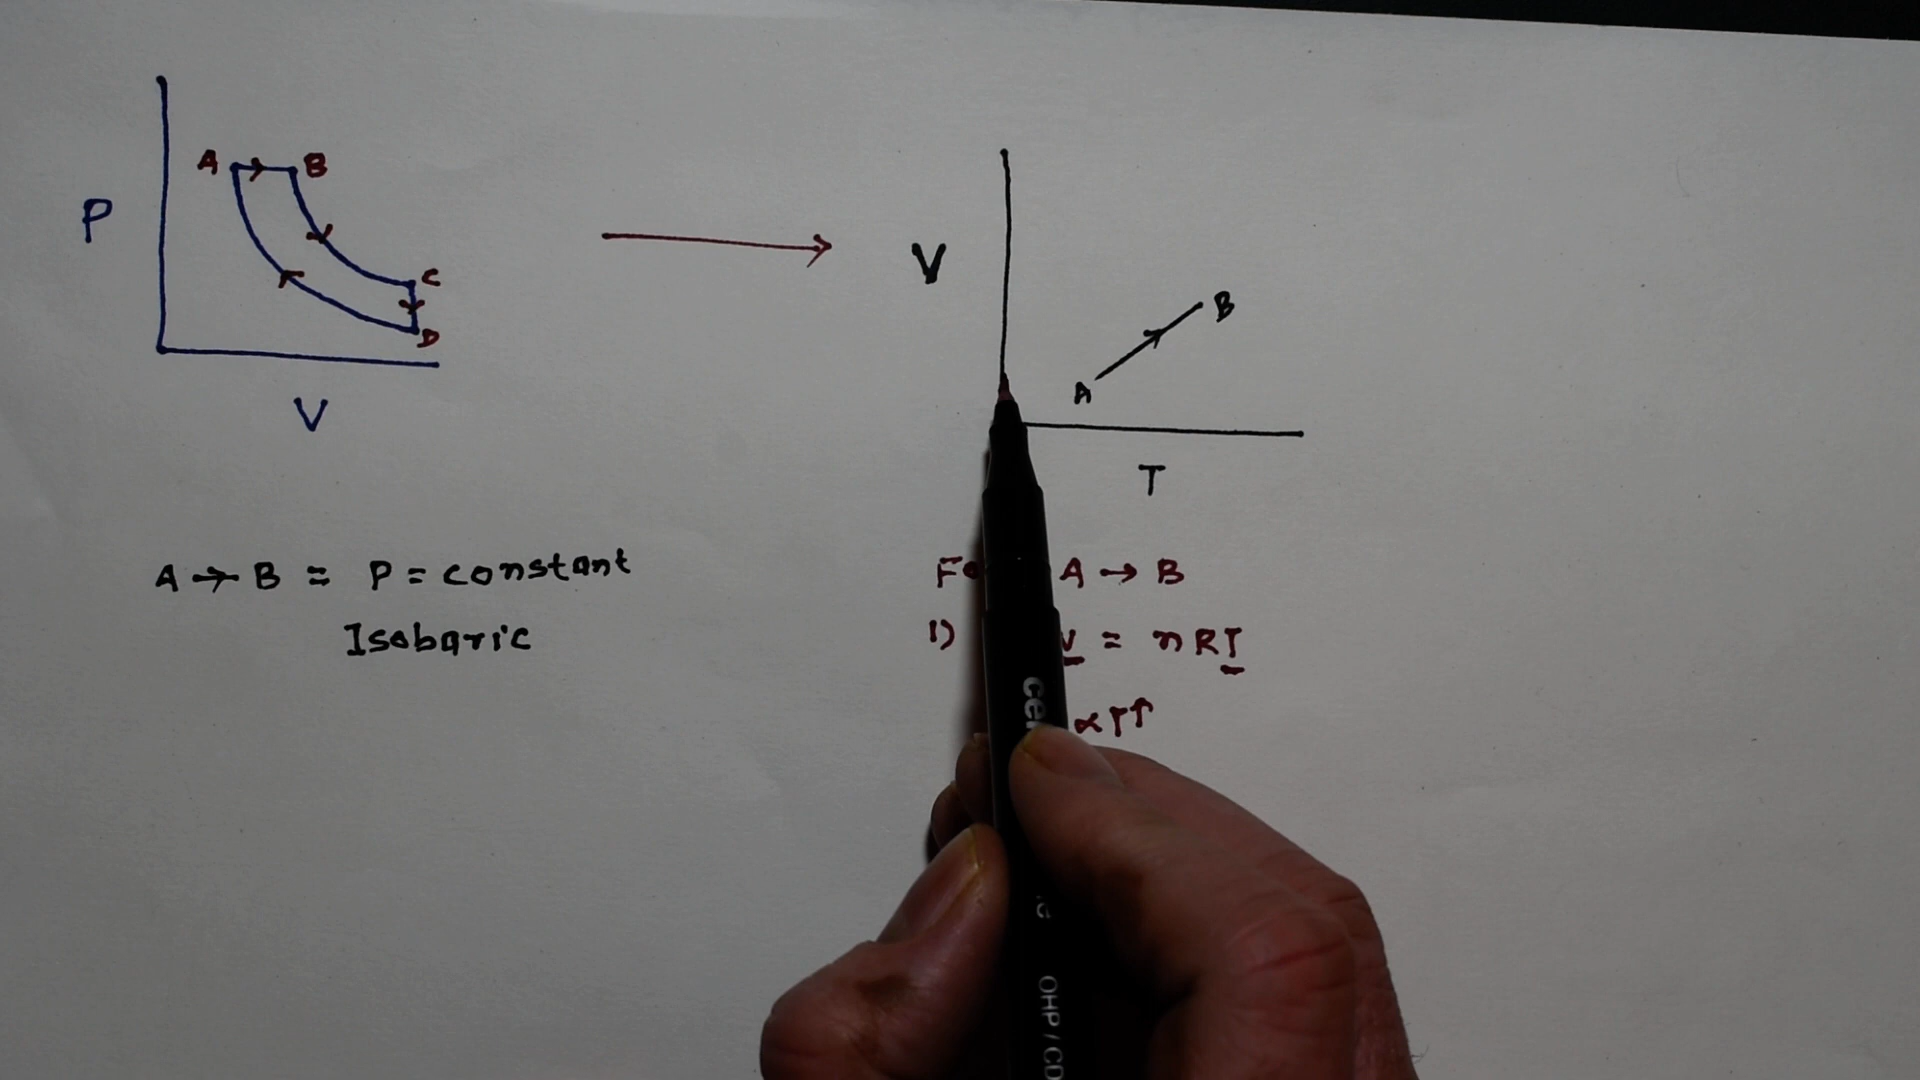 A B
P
C
D
V
V
B
A
T
A → B = P = constant
Isobaric
A → B
1) V = nRT
∝ T↑
OHP / CD